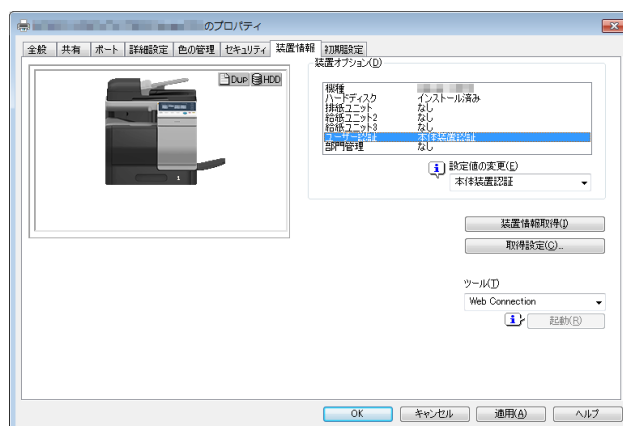 のプロパティ
全般 共有 ポート 詳細設定 色の管理 セキュリティ 装置情報 初期設定
Dup HDD
装置オプション(D)
機種
ハードディスク インストール済み
排紙ユニット なし
給紙ユニット2 なし
給紙ユニット3 なし
ユーザー認証 本体装置認証
部門管理 なし
設定値の変更(E)
本体装置認証
装置情報取得(I)
取得設定(C)...
ツール(T)
Web Connection
起動(R)
1
OK キャンセル 適用(A) ヘルプ